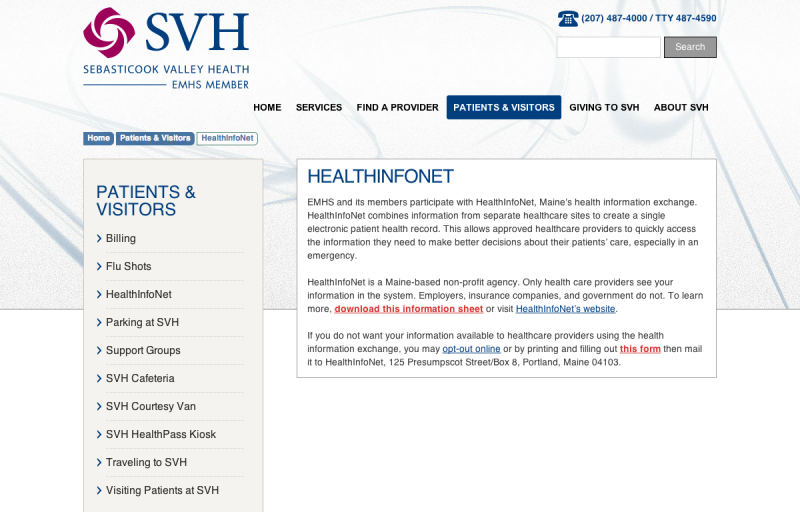 SVH
SEBASTICOOK VALLEY HEALTH
EMHS MEMBER
(207) 487-4000 / TTY 487-4590
Search
HOME SERVICES FIND A PROVIDER PATIENTS & VISITORS GIVING TO SVH ABOUT SVH
Home Patients & Visitors HealthInfoNet
PATIENTS &
VISITORS
Billing
Flu Shots
HealthInfoNet
Parking at SVH
Support Groups
SVH Cafeteria
SVH Courtesy Van
SVH HealthPass Kiosk
Traveling to SVH
Visiting Patients at SVH
HEALTHINFONET
EMHS and its members participate with HealthInfoNet, Maine's health information exchange.
HealthInfoNet combines information from separate healthcare sites to create a single
electronic patient health record. This allows approved healthcare providers to quickly access
the information they need to make better decisions about their patients' care, especially in an
emergency.
HealthInfoNet is a Maine-based non-profit agency. Only health care providers see your
information in the system. Employers, insurance companies, and government do not. To learn
more, download this information sheet or visit HealthInfoNet's website.
If you do not want your information available to healthcare providers using the health
information exchange, you may opt-out online or by printing and filling out this form then mail
it to HealthInfoNet, 125 Presumpscot Street/Box 8, Portland, Maine 04103.